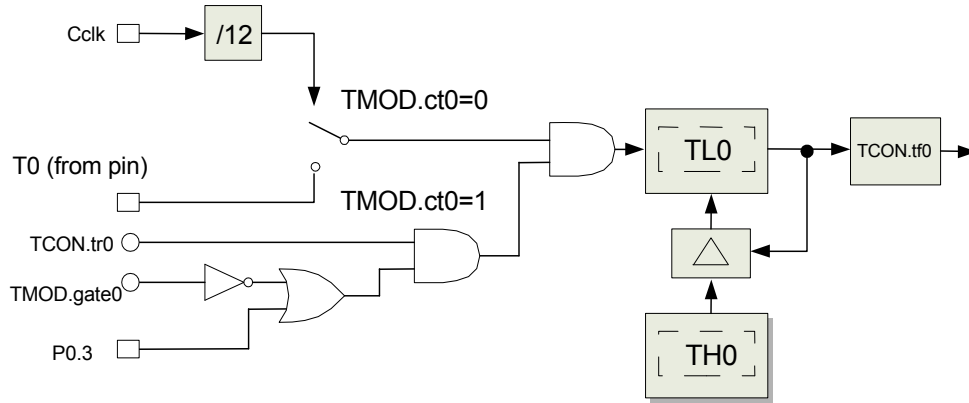 Cclk
/12
TMOD.ct0=0
T0 (from pin)
TMOD.ct0=1
TL0
TCON.tf0
TCON.tr0
TMOD.gate0
P0.3
TH0